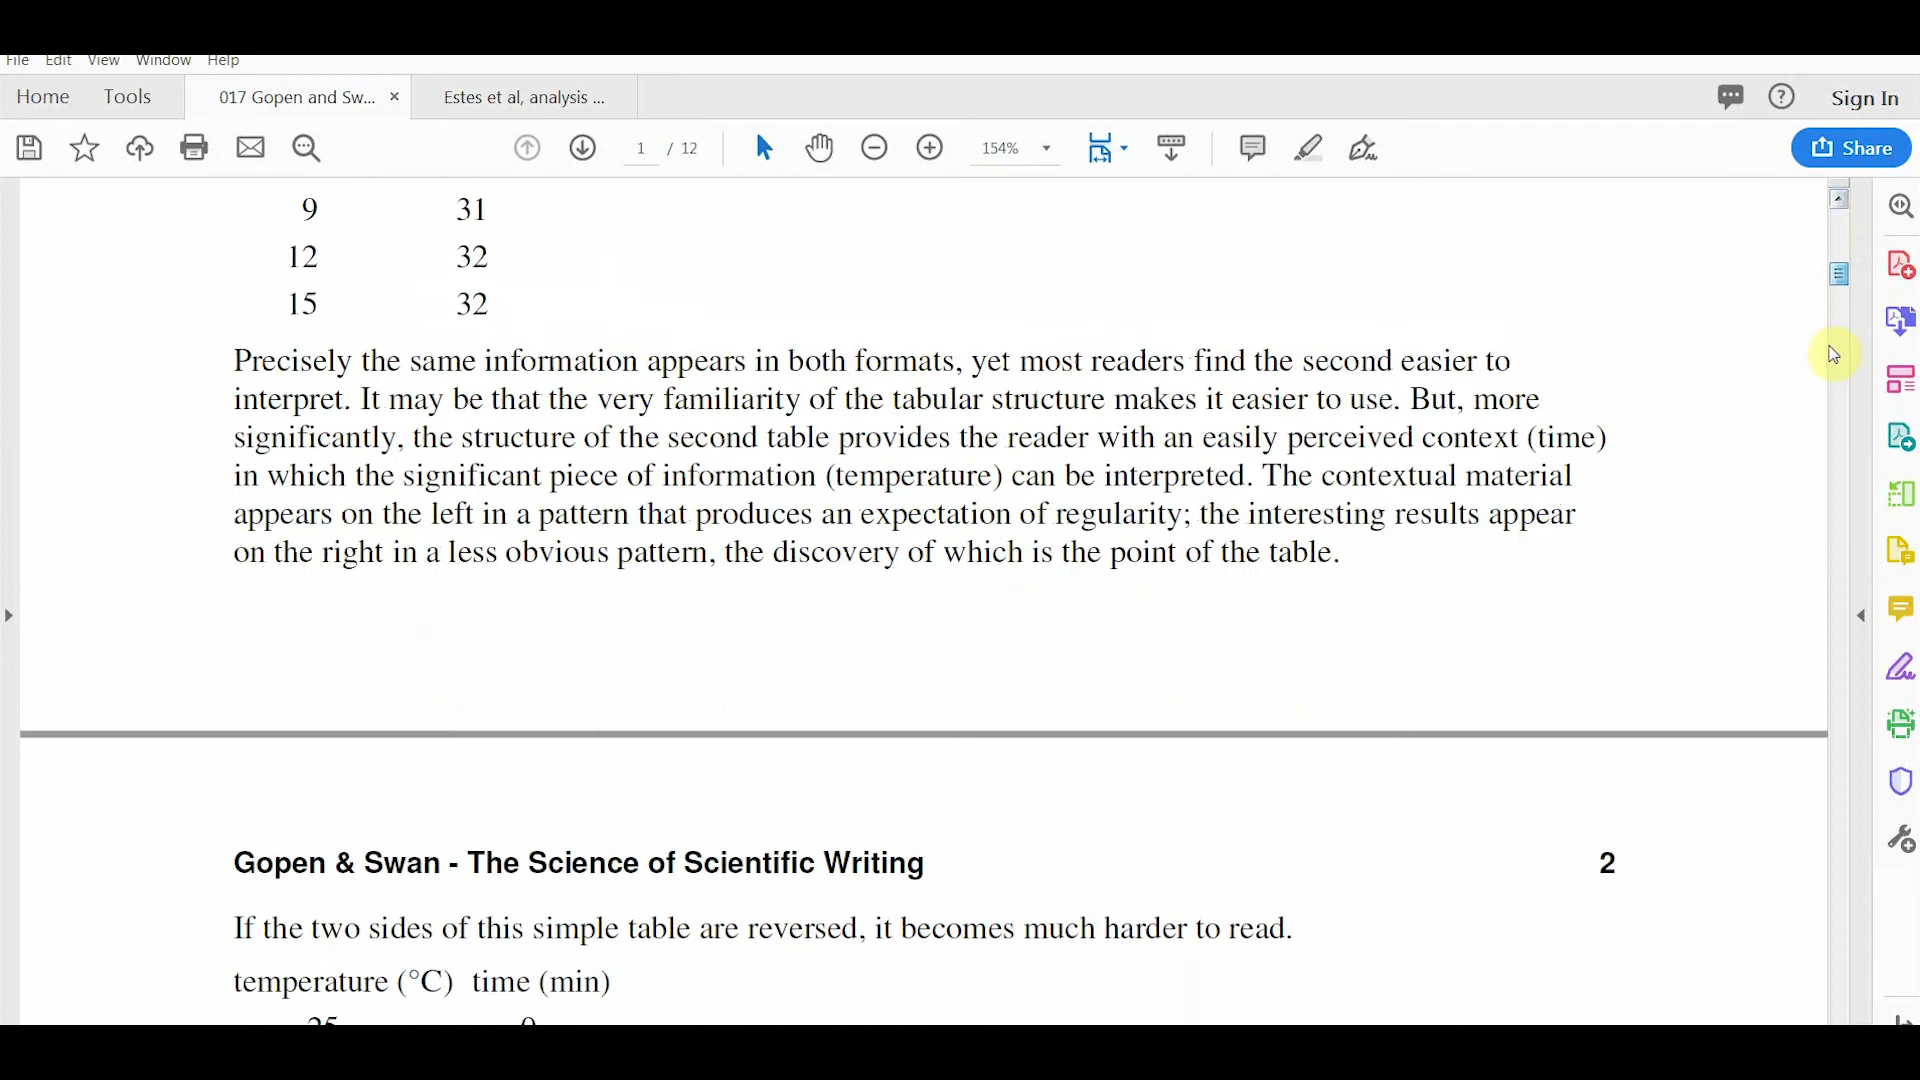 File Edit View Window Help
Home Tools 017 Gopen and Sw... × Estes et al, analysis ... Sign In
1 / 12 154% Share
9 31
12 32
15 32
Precisely the same information appears in both formats, yet most readers find the second easier to
interpret. It may be that the very familiarity of the tabular structure makes it easier to use. But, more
significantly, the structure of the second table provides the reader with an easily perceived context (time)
in which the significant piece of information (temperature) can be interpreted. The contextual material
appears on the left in a pattern that produces an expectation of regularity; the interesting results appear
on the right in a less obvious pattern, the discovery of which is the point of the table.
Gopen & Swan - The Science of Scientific Writing 2
If the two sides of this simple table are reversed, it becomes much harder to read.
temperature (°C) time (min)